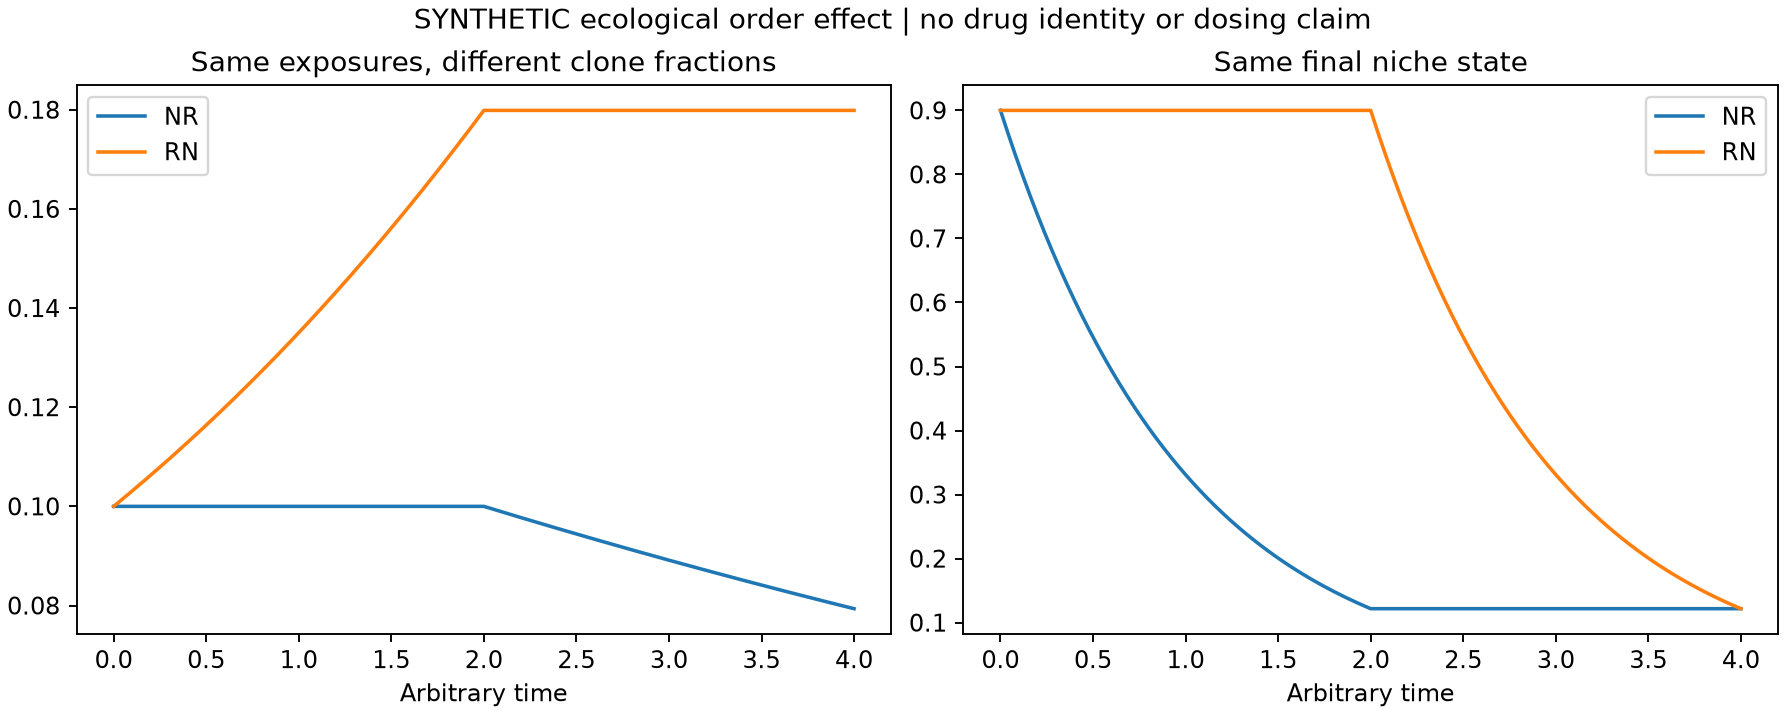 SYNTHETIC ecological order effect | no drug identity or dosing claim
Same exposures, different clone fractions
NR
RN
0.18
0.16
0.14
0.12
0.10
0.08
0.0 0.5 1.0 1.5 2.0 2.5 3.0 3.5 4.0
Arbitrary time
Same final niche state
NR
RN
0.9
0.8
0.7
0.6
0.5
0.4
0.3
0.2
0.1
0.0 0.5 1.0 1.5 2.0 2.5 3.0 3.5 4.0
Arbitrary time